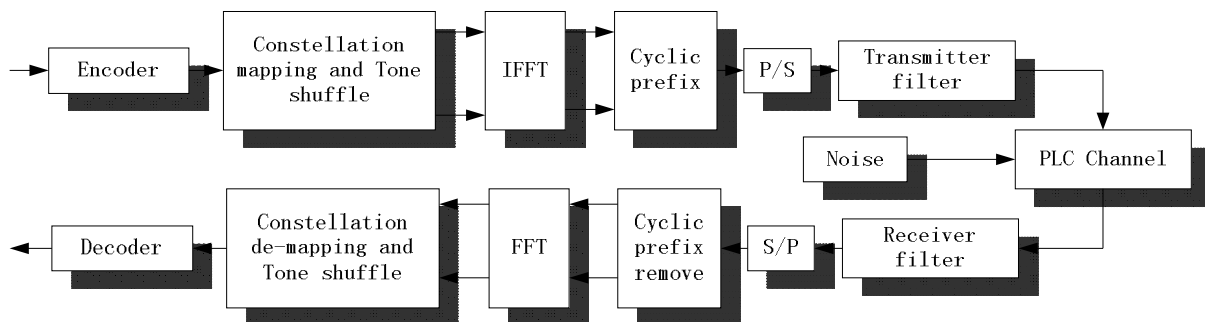 Encoder
Constellation
mapping and Tone
shuffle
IFFT
Cyclic
prefix
P/S
Transmitter
filter
Noise
PLC Channel
Decoder
Constellation
de-mapping and
Tone shuffle
FFT
Cyclic
prefix
remove
S/P
Receiver
filter